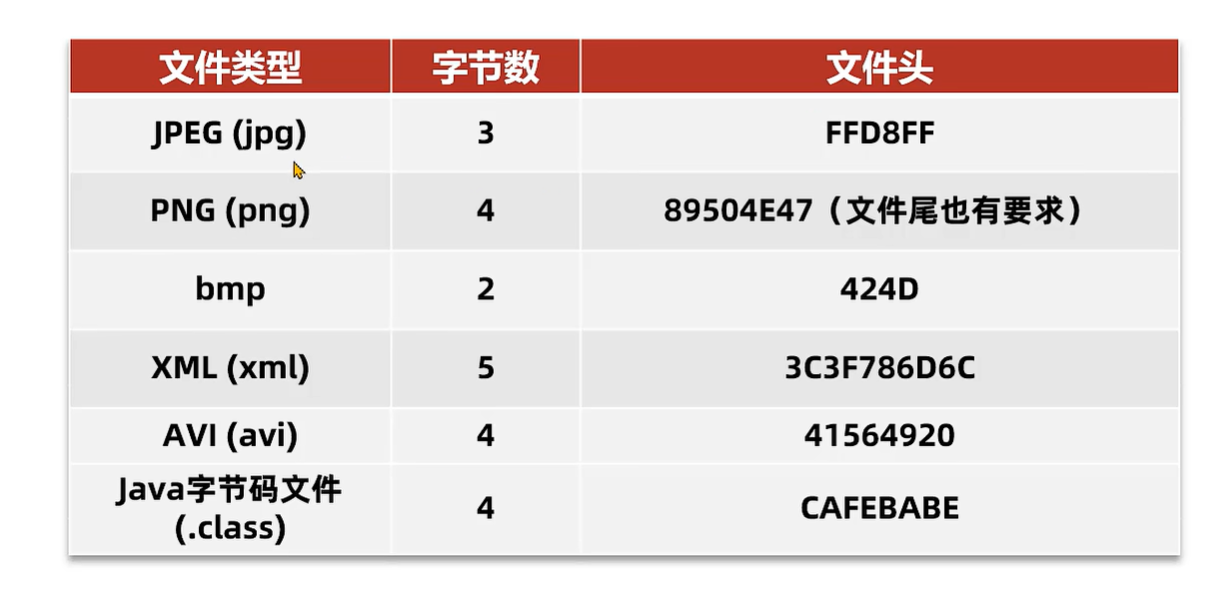 文件类型 字节数 文件头
JPEG (jpg) 3 FFD8FF
PNG (png) 4 89504E47（文件尾也有要求）
bmp 2 424D
XML (xml) 5 3C3F786D6C
AVI (avi) 4 41564920
Java字节码文件
(.class) 4 CAFEBABE